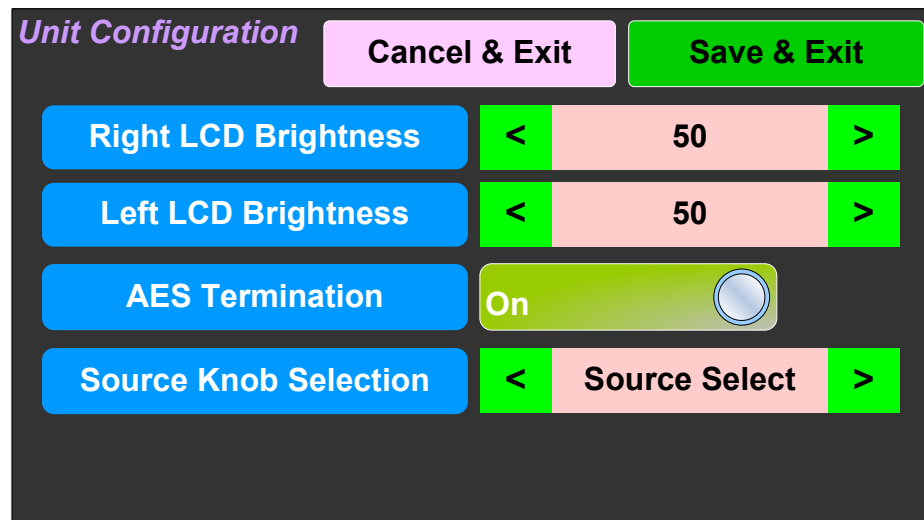 Unit Configuration
Cancel & Exit
Save & Exit
Right LCD Brightness
<
50
>
Left LCD Brightness
<
50
>
AES Termination
On
Source Knob Selection
<
Source Select
>